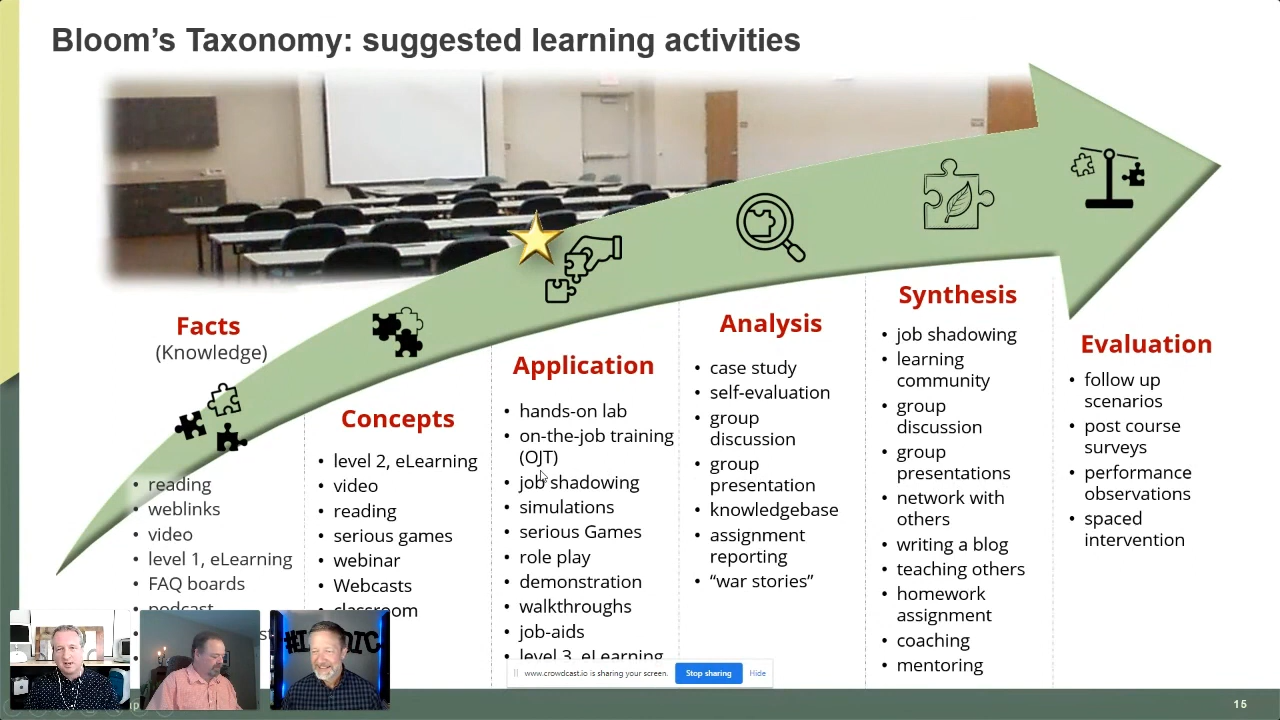 Bloom’s Taxonomy: suggested learning activities
Facts
(Knowledge)
• reading
• weblinks
• video
• level 1, eLearning
• FAQ boards
• podcast
Concepts
• level 2, eLearning
• video
• reading
• serious games
• webinar
• Webcasts
classroom
Application
• hands-on lab
• on-the-job training
(OJT)
• job shadowing
• simulations
• serious Games
• role play
• demonstration
• walkthroughs
• job-aids
• level 3, eLearning
Analysis
• case study
• self-evaluation
• group
discussion
• group
presentation
• knowledgebase
• assignment
reporting
• “war stories”
Synthesis
• job shadowing
• learning
community
• group
discussion
• group
presentations
• network with
others
• writing a blog
• teaching others
• homework
assignment
• coaching
• mentoring
Evaluation
• follow up
scenarios
• post course
surveys
• performance
observations
• spaced
intervention
www.crowdcast.io is sharing your screen.
Stop sharing
Hide
15